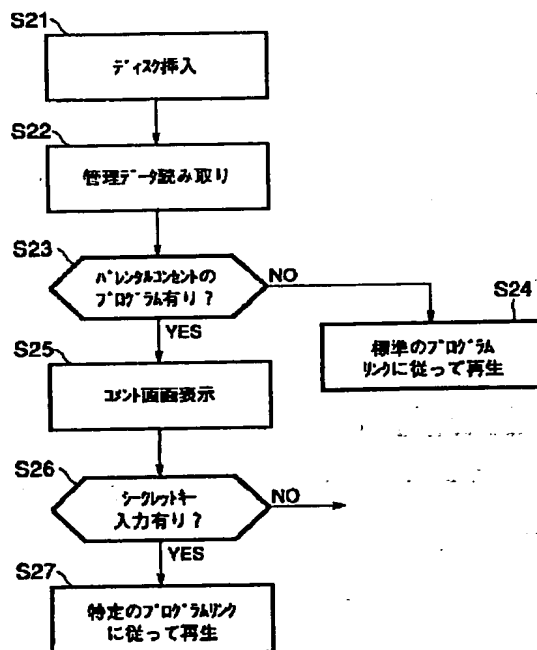 S21
ディスク挿入
S22
管理データ読み取り
S23
パレンタルコンセントの
プログラム有り?
NO
S24
YES
標準のプログラム
リンクに従って再生
S25
コメント画面表示
S26
シークレットキー
入力有り?
NO
YES
S27
特定のプログラムリンク
に従って再生